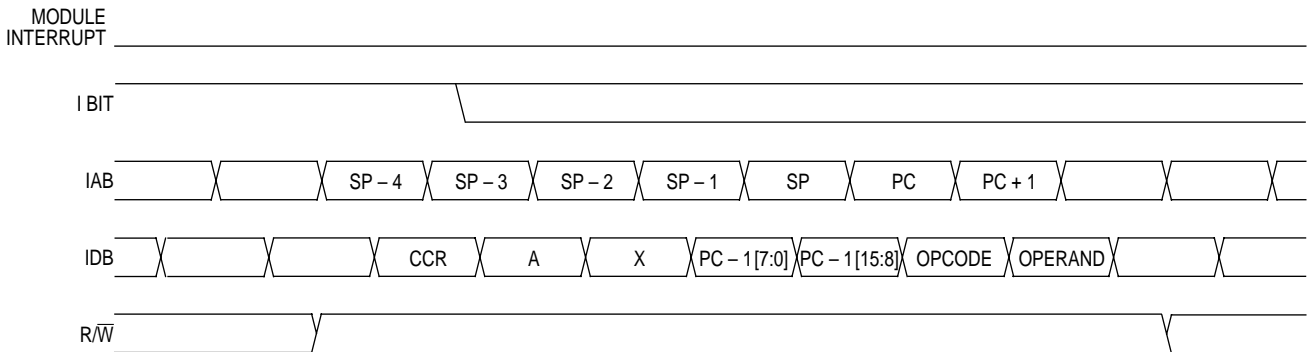 MODULE
INTERRUPT
I BIT
IAB SP – 4 SP – 3 SP – 2 SP – 1 SP PC PC + 1
IDB CCR A X PC – 1 [7:0] PC – 1 [15:8] OPCODE OPERAND
R/W̅